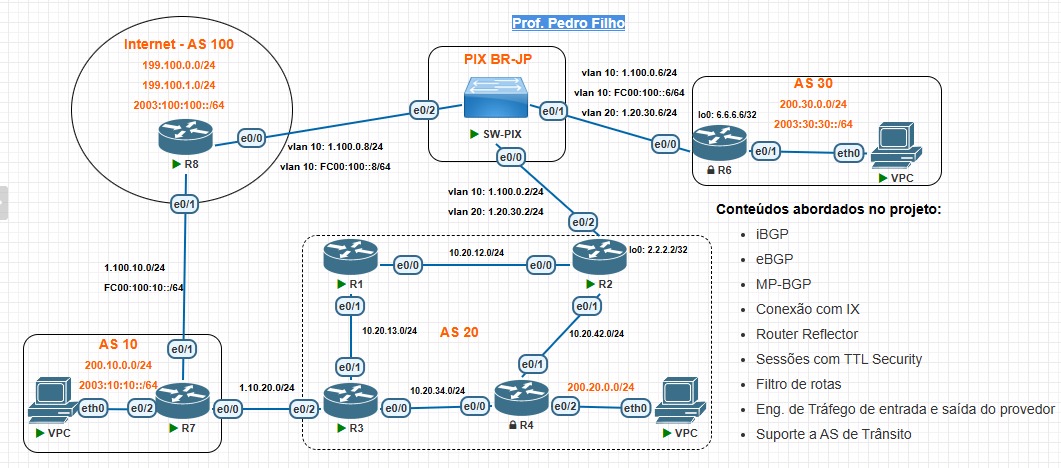 Prof. Pedro Filho
Internet - AS 100
199.100.0.0/24
199.100.1.0/24
2003:100:100::/64
R8
e0/0
e0/1
vlan 10: 1.100.0.8/24
vlan 10: FC00:100::8/64
PIX BR-JP
e0/2
e0/1
SW-PIX
e0/0
vlan 10: 1.100.0.6/24
vlan 10: FC00:100::6/64
vlan 20: 1.20.30.6/24
AS 30
200.30.0.0/24
2003:30:30::/64
lo0: 6.6.6.6/32
e0/0
R6
e0/1
eth0
VPC
vlan 10: 1.100.0.2/24
vlan 20: 1.20.30.2/24
e0/2
1.100.10.0/24
FC00:100:10::/64
R1
e0/0
10.20.12.0/24
e0/0
R2
lo0: 2.2.2.2/32
e0/1
e0/1
10.20.13.0/24
AS 20
10.20.42.0/24
e0/1
e0/1
e0/2
R3
e0/0
10.20.34.0/24
e0/0
R4
e0/2
200.20.0.0/24
eth0
VPC
AS 10
200.10.0.0/24
2003:10:10::/64
e0/1
VPC
eth0
e0/2
R7
e0/0
1.10.20.0/24
Conteúdos abordados no projeto:
• iBGP
• eBGP
• MP-BGP
• Conexão com IX
• Router Reflector
• Sessões com TTL Security
• Filtro de rotas
• Eng. de Tráfego de entrada e saída do provedor
• Suporte a AS de Trânsito